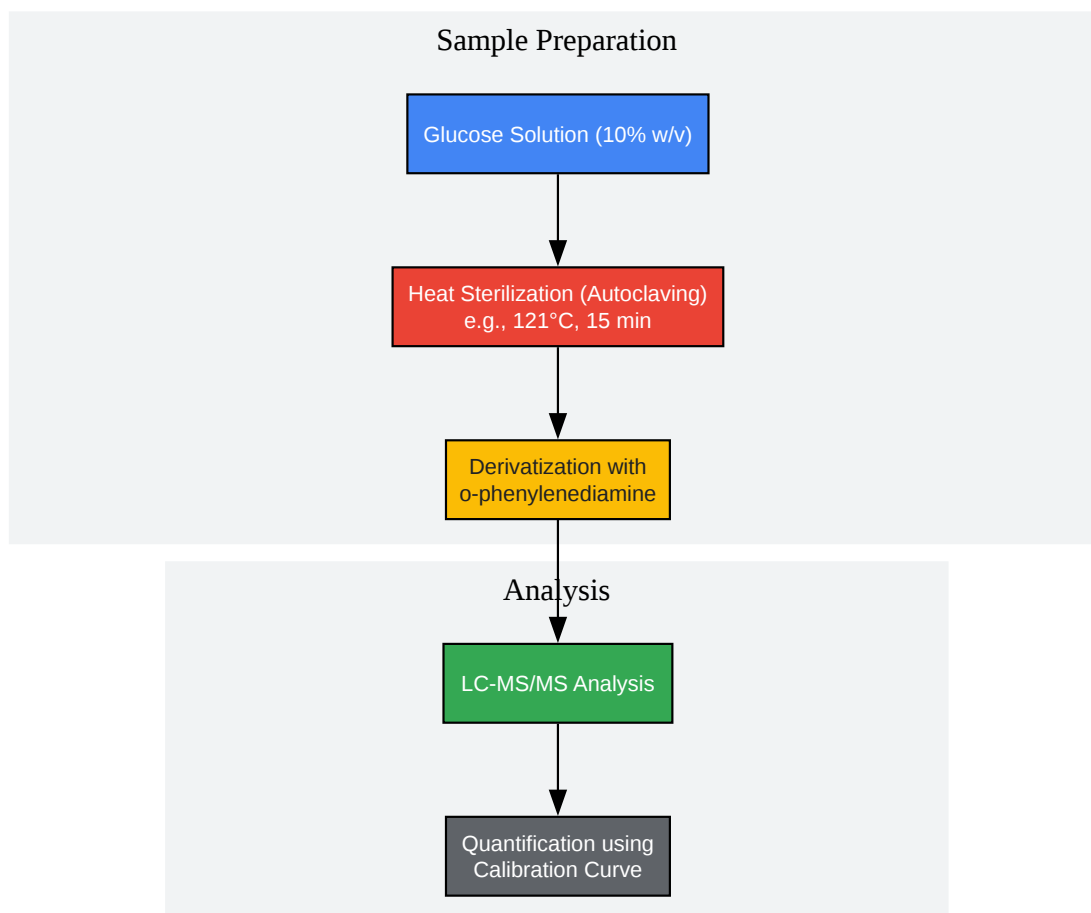 Sample Preparation
Glucose Solution (10% w/v)
Heat Sterilization (Autoclaving)
e.g., 121°C, 15 min
Derivatization with
o-phenylenediamine
Analysis
LC-MS/MS Analysis
Quantification using
Calibration Curve